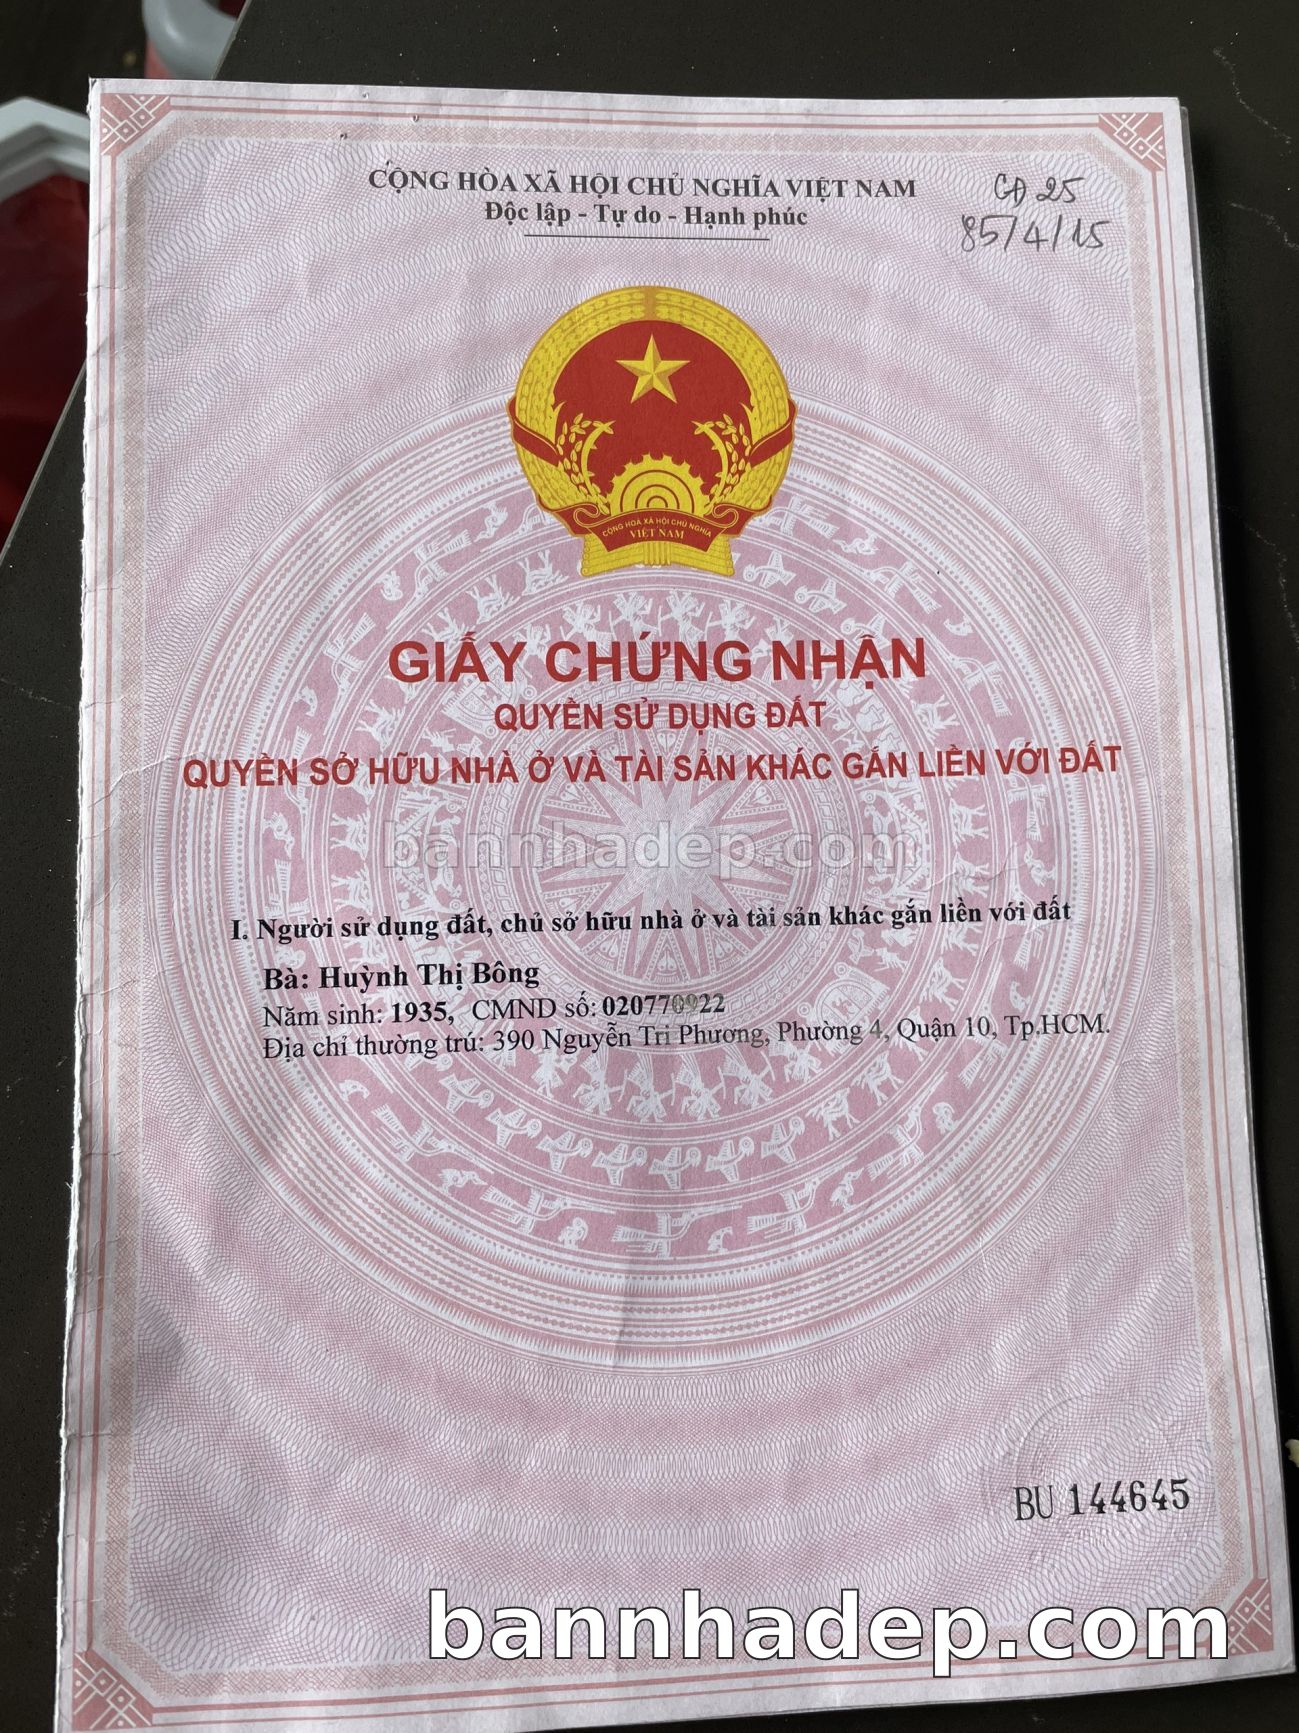 CỘNG HÒA XÃ HỘI CHỦ NGHĨA VIỆT NAM
Độc lập - Tự do - Hạnh phúc
CĐ 25
85/4/15
CỘNG HOÀ XÃ HỘI CHỦ NGHĨA
VIỆT NAM
GIẤY CHỨNG NHẬN
QUYỀN SỬ DỤNG ĐẤT
QUYỀN SỞ HỮU NHÀ Ở VÀ TÀI SẢN KHÁC GẮN LIỀN VỚI ĐẤT
bannhadep.com
I. Người sử dụng đất, chủ sở hữu nhà ở và tài sản khác gắn liền với đất
Bà: Huỳnh Thị Bông
Năm sinh: 1935, CMND số: 020770922
Địa chỉ thường trú: 390 Nguyễn Tri Phương, Phường 4, Quận 10, Tp.HCM.
BU 144645
bannhadep.com